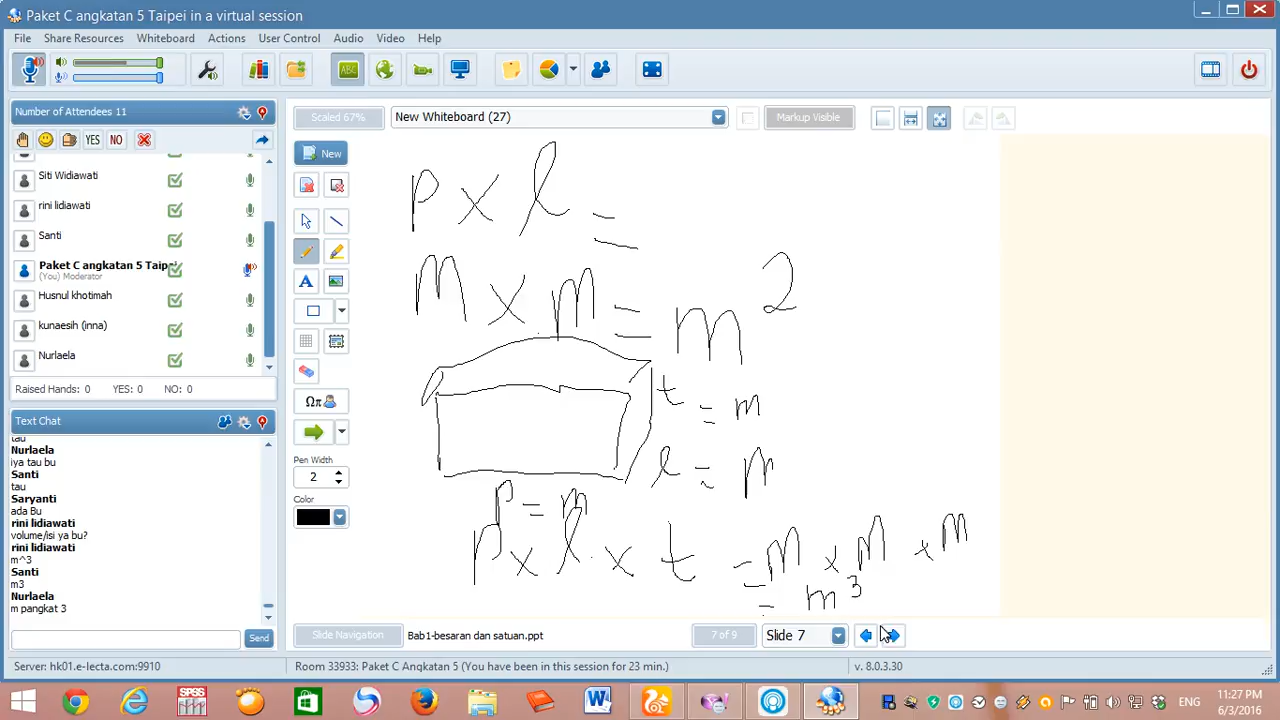 Paket C angkatan 5 Taipei in a virtual session
File Share Resources Whiteboard Actions User Control Audio Video Help
ABC
Number of Attendees 11
YES NO
Siti Widiawati
rini lidiawati
Santi
Paket C angkatan 5 Taipe
(You) Moderator
Husnul khotimah
kunaesih (inna)
Nurlaela
Raised Hands: 0 YES: 0 NO: 0
Text Chat
tau
Nurlaela
iya tau bu
Santi
tau
Saryanti
ada Bu
rini lidiawati
volume/isi ya bu?
rini lidiawati
m^3
Santi
m3
Nurlaela
m pangkat 3
Send
Scaled 67%
New Whiteboard (27)
Markup Visible
New
A
Ωπ
Pen Width
2
Color
p x l =
m x m = m²
t = m
l = m
p = m
p x l x t = m x m x m
= m³
Slide Navigation
Bab1-besaran dan satuan.ppt
7 of 9
Slide 7
Server: hk01.e-lecta.com:9910
Room 33933: Paket C Angkatan 5 (You have been in this session for 23 min.)
v. 8.0.3.30
SPSS
W
ENG
11:27 PM
6/3/2016